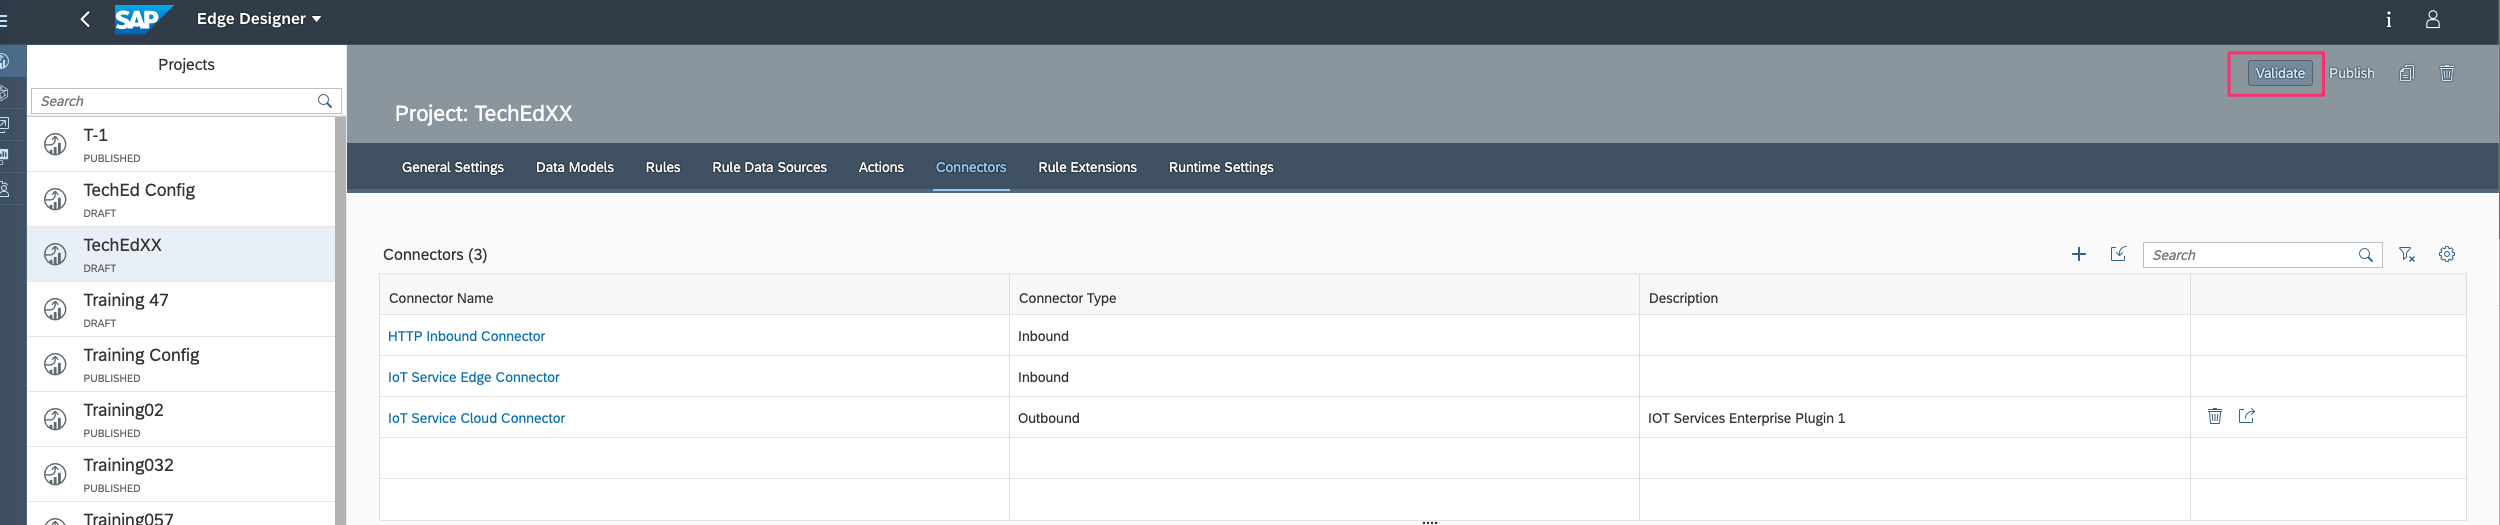 SAP Edge Designer
i
Projects
Search
T-1
PUBLISHED
TechEd Config
DRAFT
TechEdXX
DRAFT
Training 47
DRAFT
Training Config
PUBLISHED
Training02
PUBLISHED
Training032
PUBLISHED
Training057
Validate Publish
Project: TechEdXX
General Settings Data Models Rules Rule Data Sources Actions Connectors Rule Extensions Runtime Settings
Connectors (3)
Search
Connector Name Connector Type Description
HTTP Inbound Connector Inbound
IoT Service Edge Connector Inbound
IoT Service Cloud Connector Outbound IOT Services Enterprise Plugin 1